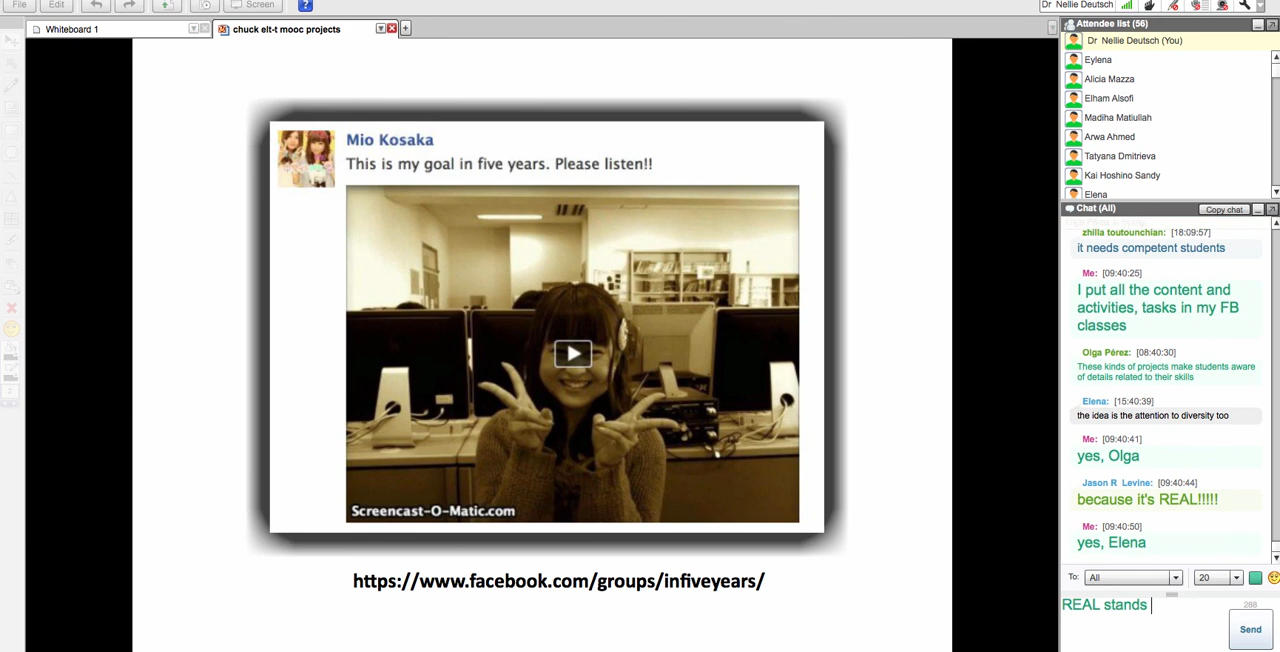 File Edit Screen ? Dr Nellie Deutsch
Whiteboard 1 chuck elt-t mooc projects +
Mio Kosaka
This is my goal in five years. Please listen!!
Screencast-O-Matic.com
https://www.facebook.com/groups/infiveyears/
Attendee list (56)
Dr Nellie Deutsch (You)
Eylena
Alicia Mazza
Elham Alsofi
Madiha Matiullah
Arwa Ahmed
Tatyana Dmitrieva
Kai Hoshino Sandy
Elena
Chat (All) Copy chat
zhilla toutounchian: [18:09:57]
it needs competent students
Me: [09:40:25]
I put all the content and
activities, tasks in my FB
classes
Olga Pérez: [08:40:30]
These kinds of projects make students aware
of details related to their skills
Elena: [15:40:39]
the idea is the attention to diversity too
Me: [09:40:41]
yes, Olga
Jason R Levine: [09:40:44]
because it's REAL!!!!!
Me: [09:40:50]
yes, Elena
To: All 20
REAL stands
288
Send